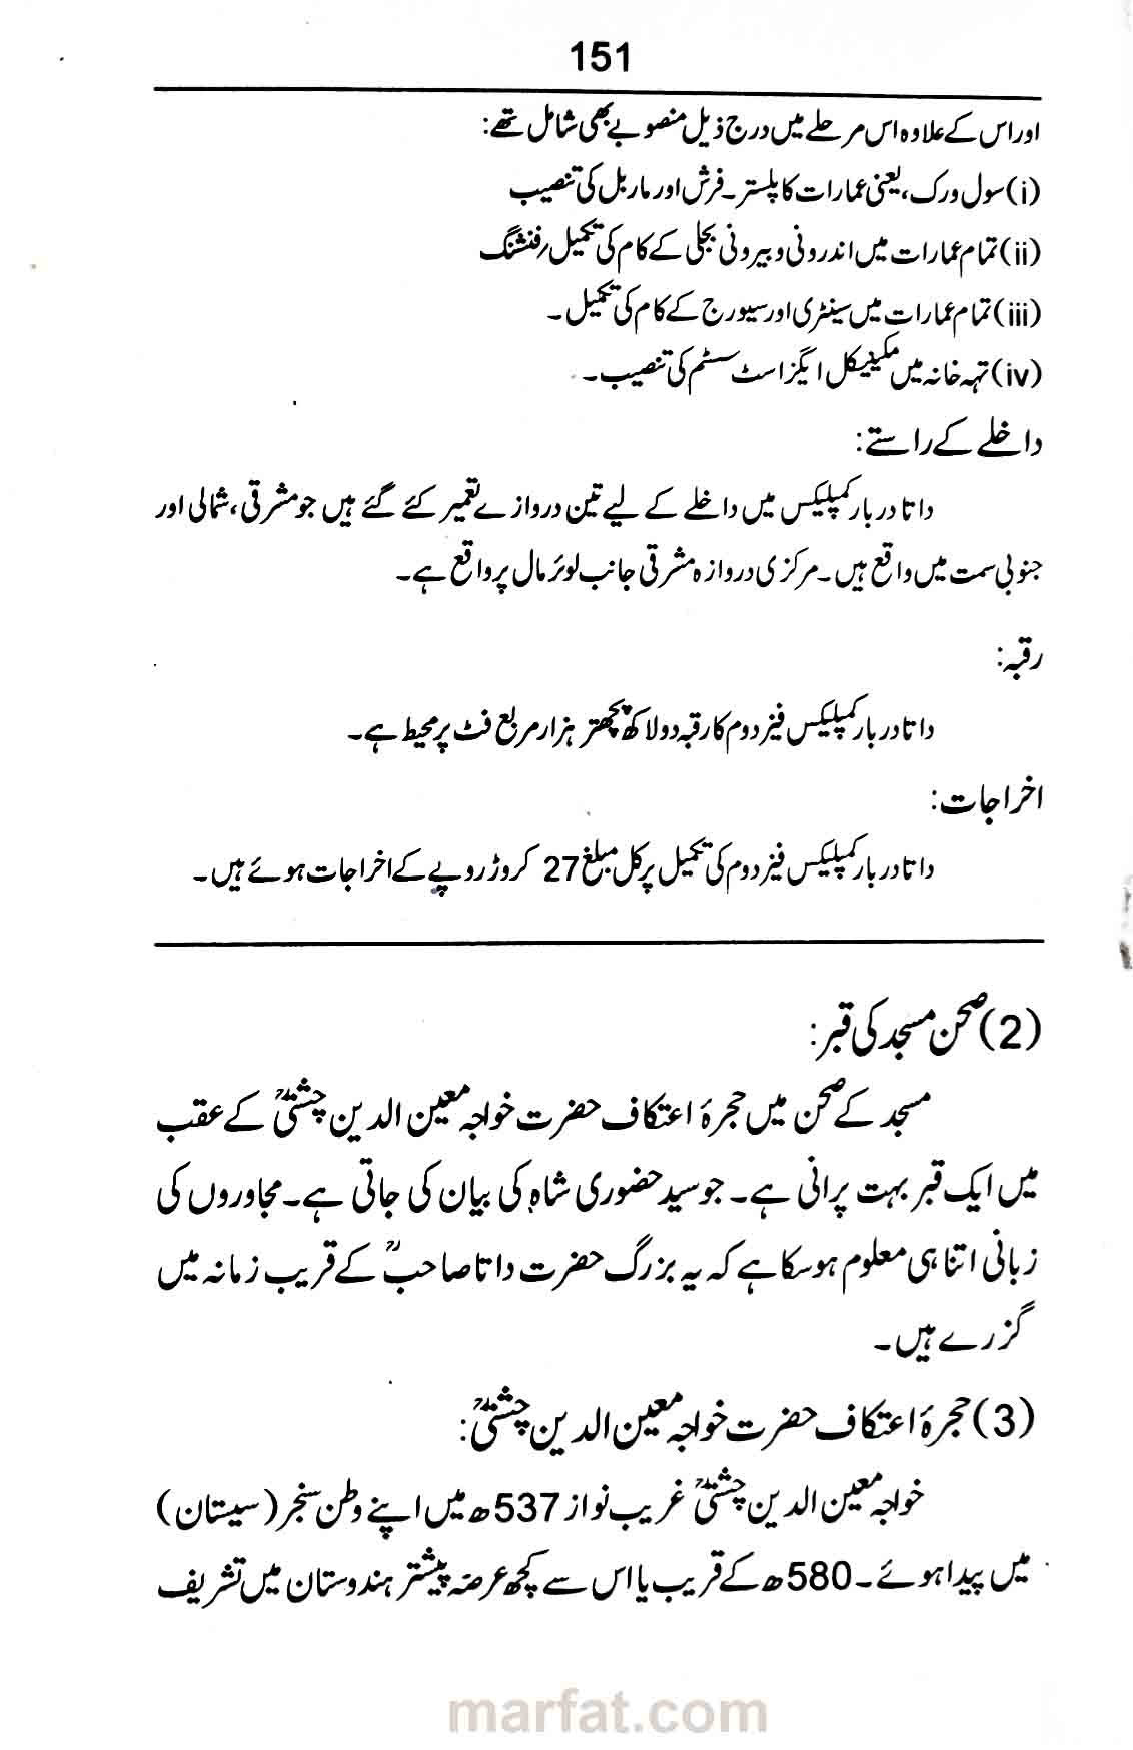 151
اور اس کے علاوہ اس مرحلے میں درج ذیل منصوبے بھی شامل تھے:
(i) سول ورک، یعنی عمارات کا پلستر۔ فرش اور ماربل کی تنصیب
(ii) تمام عمارات میں اندرونی و بیرونی بجلی کے کام کی تکمیل رفنشنگ
(iii) تمام عمارات میں سینٹری اور سیورج کے کام کی تکمیل۔
(iv) تہہ خانہ میں مکینیکل ایگزاسٹ سسٹم کی تنصیب۔
داخلے کے راستے:
داتا دربار کمپلیکس میں داخلے کے لیے تین دروازے تعمیر کئے گئے ہیں جو مشرقی، شمالی اور
جنوبی سمت میں واقع ہیں۔ مرکزی دروازہ مشرقی جانب لوئر مال پر واقع ہے۔
رقبہ:
داتا دربار کمپلیکس فیز دوم کا رقبہ دو لاکھ پچھتر ہزار مربع فٹ پر محیط ہے۔
اخراجات:
داتا دربار کمپلیکس فیز دوم کی تکمیل پر کل مبلغ 27 کروڑ روپے کے اخراجات ہوئے ہیں۔
(2) صحن مسجد کی قبر:
مسجد کے صحن میں حجرۂ اعتکاف حضرت خواجہ معین الدین چشتیؒ کے عقب
میں ایک قبر بہت پرانی ہے۔ جو سید حضوری شاہ کی بیان کی جاتی ہے۔ مجاوروں کی
زبانی اتنا ہی معلوم ہو سکا ہے کہ یہ بزرگ حضرت داتا صاحبؒ کے قریب زمانہ میں
گزرے ہیں۔
(3) حجرۂ اعتکاف حضرت خواجہ معین الدین چشتیؒ:
خواجہ معین الدین چشتیؒ غریب نواز 537ھ میں اپنے وطن سنجر (سیستان)
میں پیدا ہوئے۔ 580ھ کے قریب یا اس سے کچھ عرصہ پیشتر ہندوستان میں تشریف
marfat.com